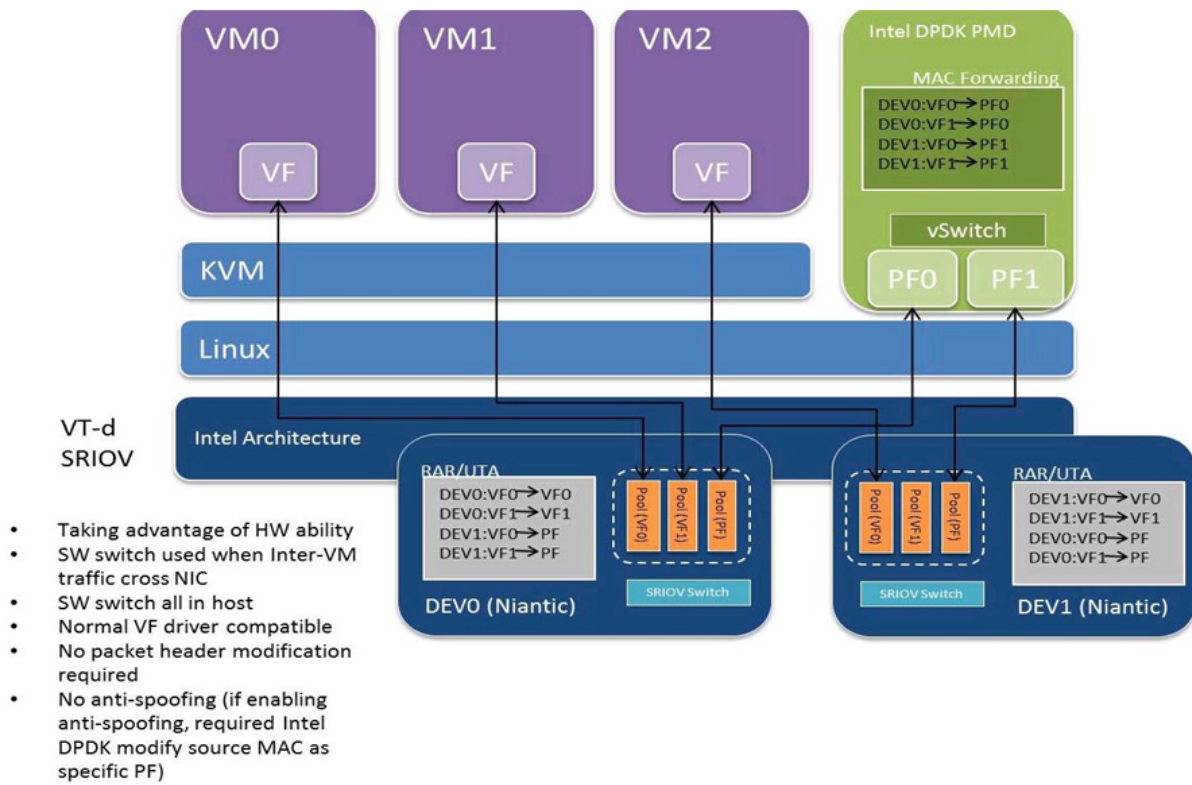 VM0
VM1
VM2
VF
VF
VF
Intel DPDK PMD
MAC Forwarding
DEV0:VF0→PF0
DEV0:VF1→PF0
DEV1:VF0→PF1
DEV1:VF1→PF1
vSwitch
PF0
PF1
KVM
Linux
VT-d
SRIOV
Intel Architecture
RAR/UTA
DEV0:VF0→VF0
DEV0:VF1→VF1
DEV1:VF0→PF
DEV1:VF1→PF
Pool (VF0)
Pool (VF1)
Pool (PF)
SRIOV Switch
DEV0 (Niantic)
Pool (VF0)
Pool (VF1)
Pool (PF)
SRIOV Switch
RAR/UTA
DEV1:VF0→VF0
DEV1:VF1→VF1
DEV0:VF0→PF
DEV0:VF1→PF
DEV1 (Niantic)
• Taking advantage of HW ability
• SW switch used when Inter-VM
traffic cross NIC
• SW switch all in host
• Normal VF driver compatible
• No packet header modification
required
• No anti-spoofing (if enabling
anti-spoofing, required Intel
DPDK modify source MAC as
specific PF)